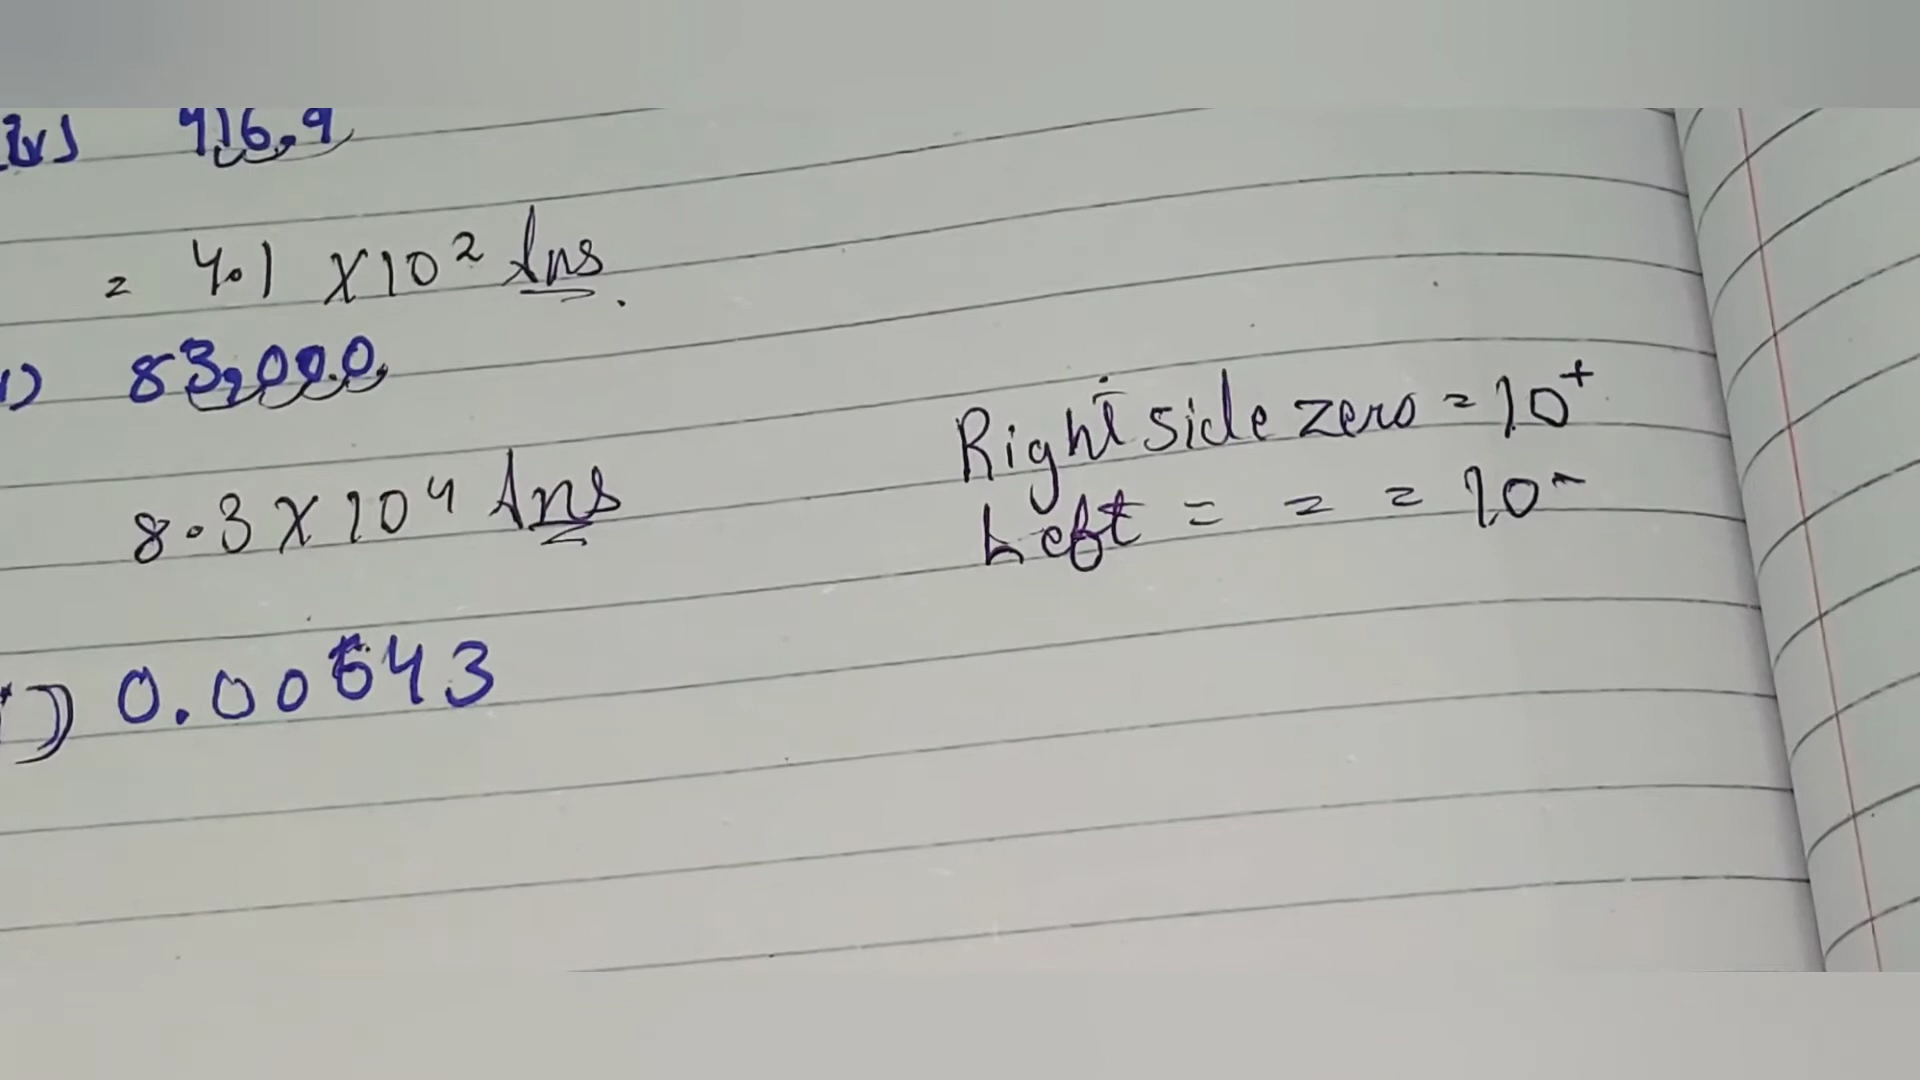 iv) 416.9
= 4.1 x 10² Ans.
) 83,000.
8.3 x 10⁴ Ans
Right side zero = 10⁺
Left = = = 10⁻
) 0.00643